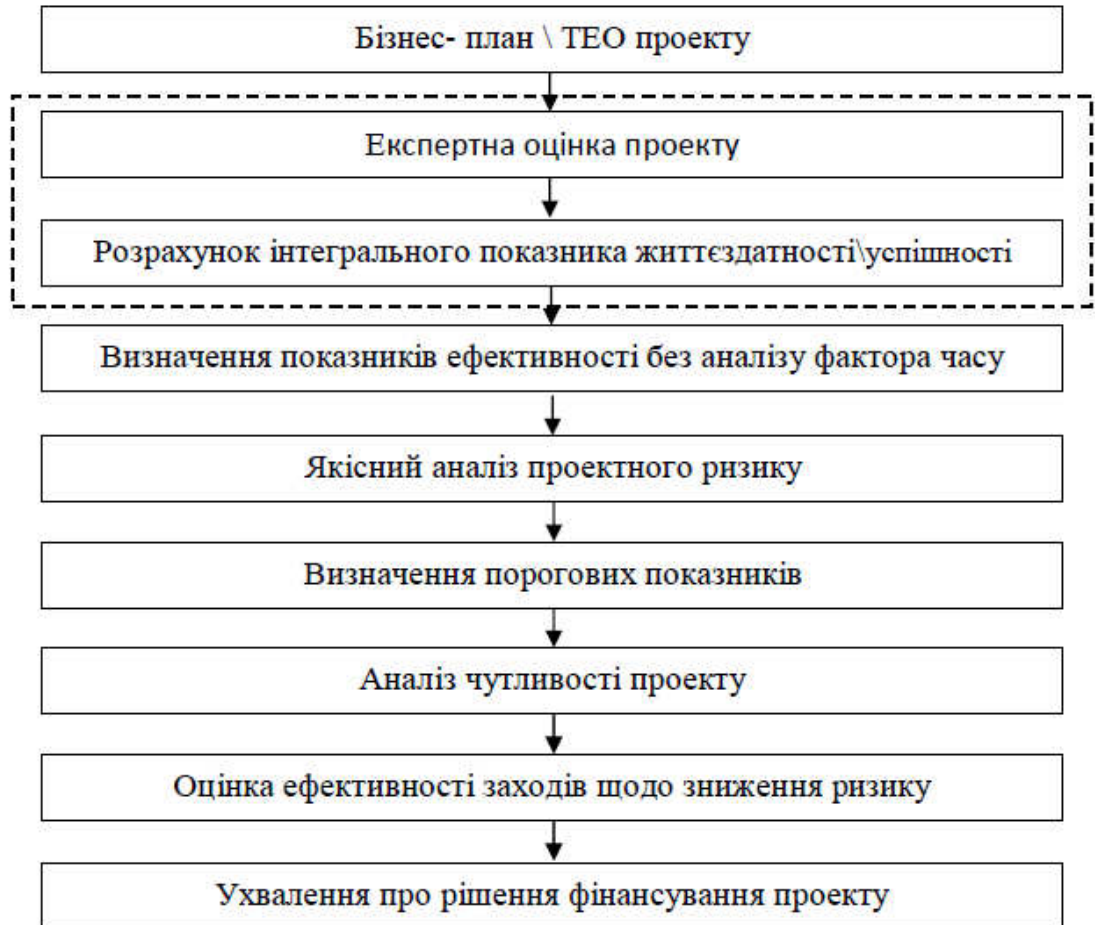 Бізнес- план \ ТЕО проекту
Експертна оцінка проекту
Розрахунок інтегрального показника життєздатності\успішності
Визначення показників ефективності без аналізу фактора часу
Якісний аналіз проектного ризику
Визначення порогових показників
Аналіз чутливості проекту
Оцінка ефективності заходів щодо зниження ризику
Ухвалення про рішення фінансування проекту